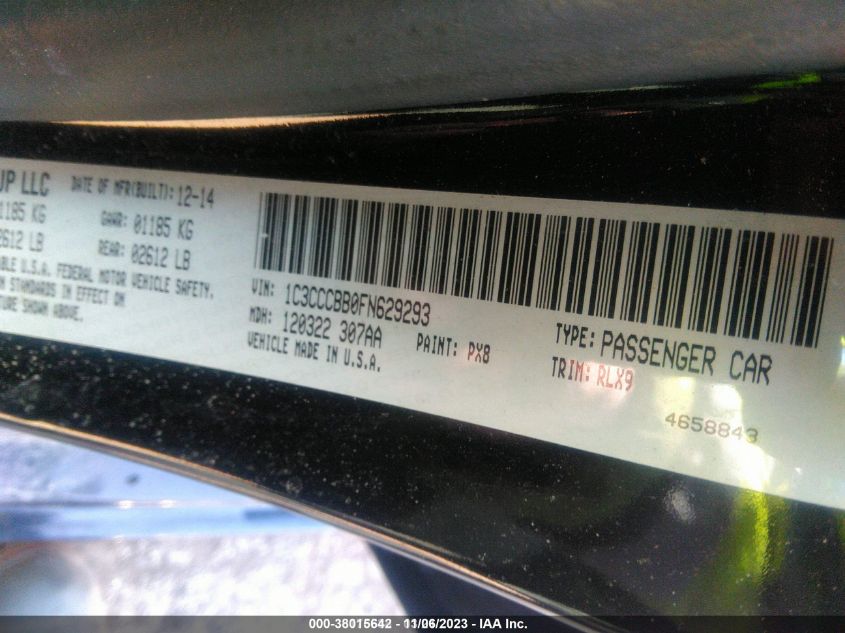 UP LLC
DATE OF MFR(BUILT): 12-14
1185 KG
GAWR: 01185 KG
2612 LB
REAR: 02612 LB
BLE U.S.A. FEDERAL MOTOR VEHICLE SAFETY.
STANDARDS IN EFFECT ON
TURE SHOWN ABOVE.
VIN: 1C3CCCBB0FN629293
MDH: 120322 307AA
PAINT: PX8
VEHICLE MADE IN U.S.A.
TYPE: PASSENGER CAR
TRIM: RLX9
4658843
000-38015642 - 11/06/2023 - IAA Inc.